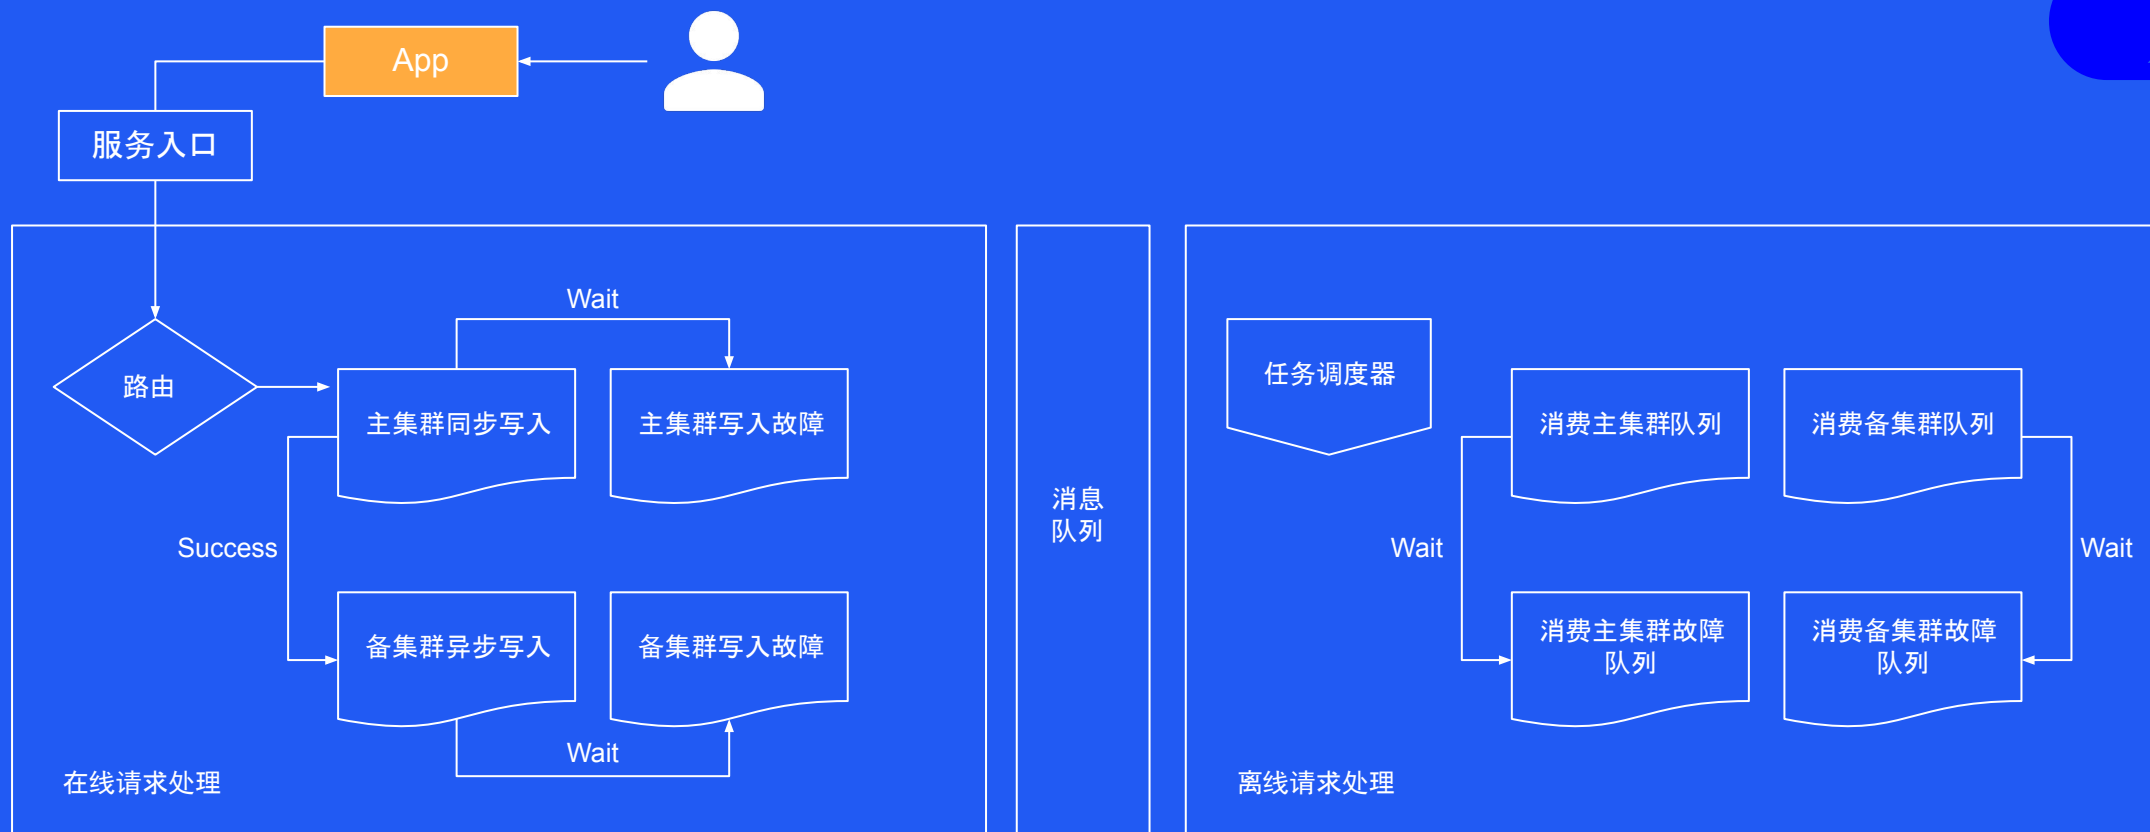 App
服务入口
Wait
路由
主集群同步写入
主集群写入故障
Success
备集群异步写入
备集群写入故障
Wait
在线请求处理
消息
队列
任务调度器
消费主集群队列
消费备集群队列
Wait
Wait
消费主集群故障
队列
消费备集群故障
队列
离线请求处理